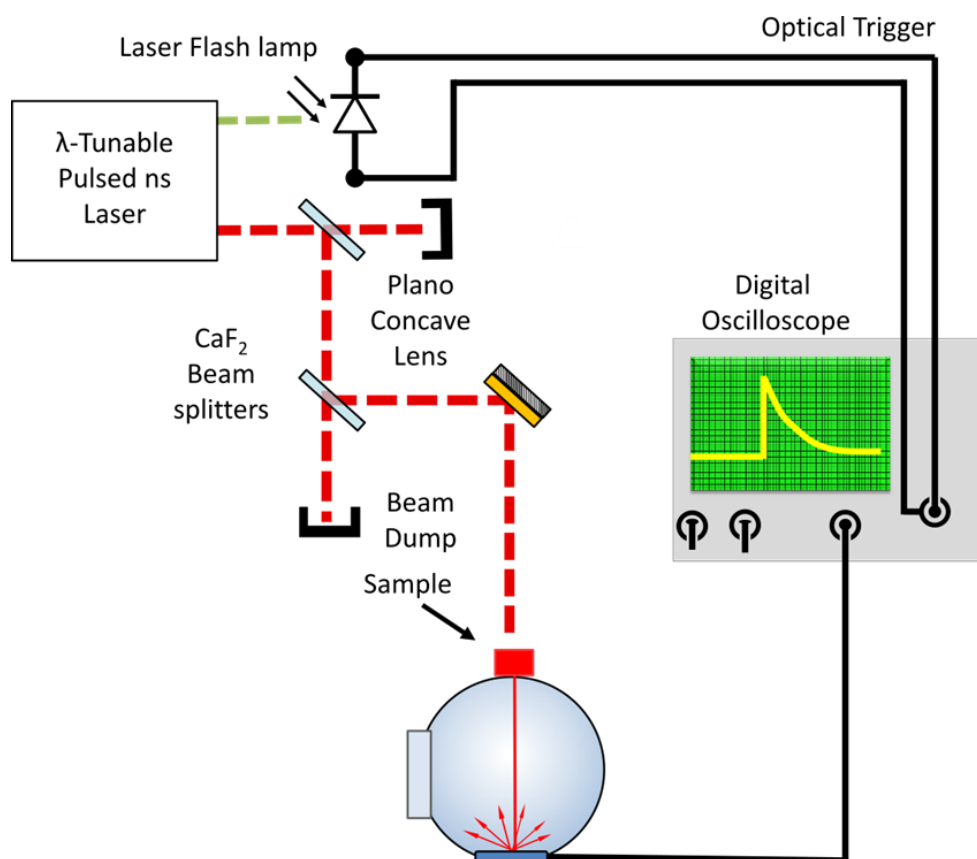 Laser Flash lamp
Optical Trigger
λ-Tunable
Pulsed ns
Laser
Plano
Concave
Lens
CaF₂
Beam
splitters
Digital
Oscilloscope
Beam
Dump
Sample